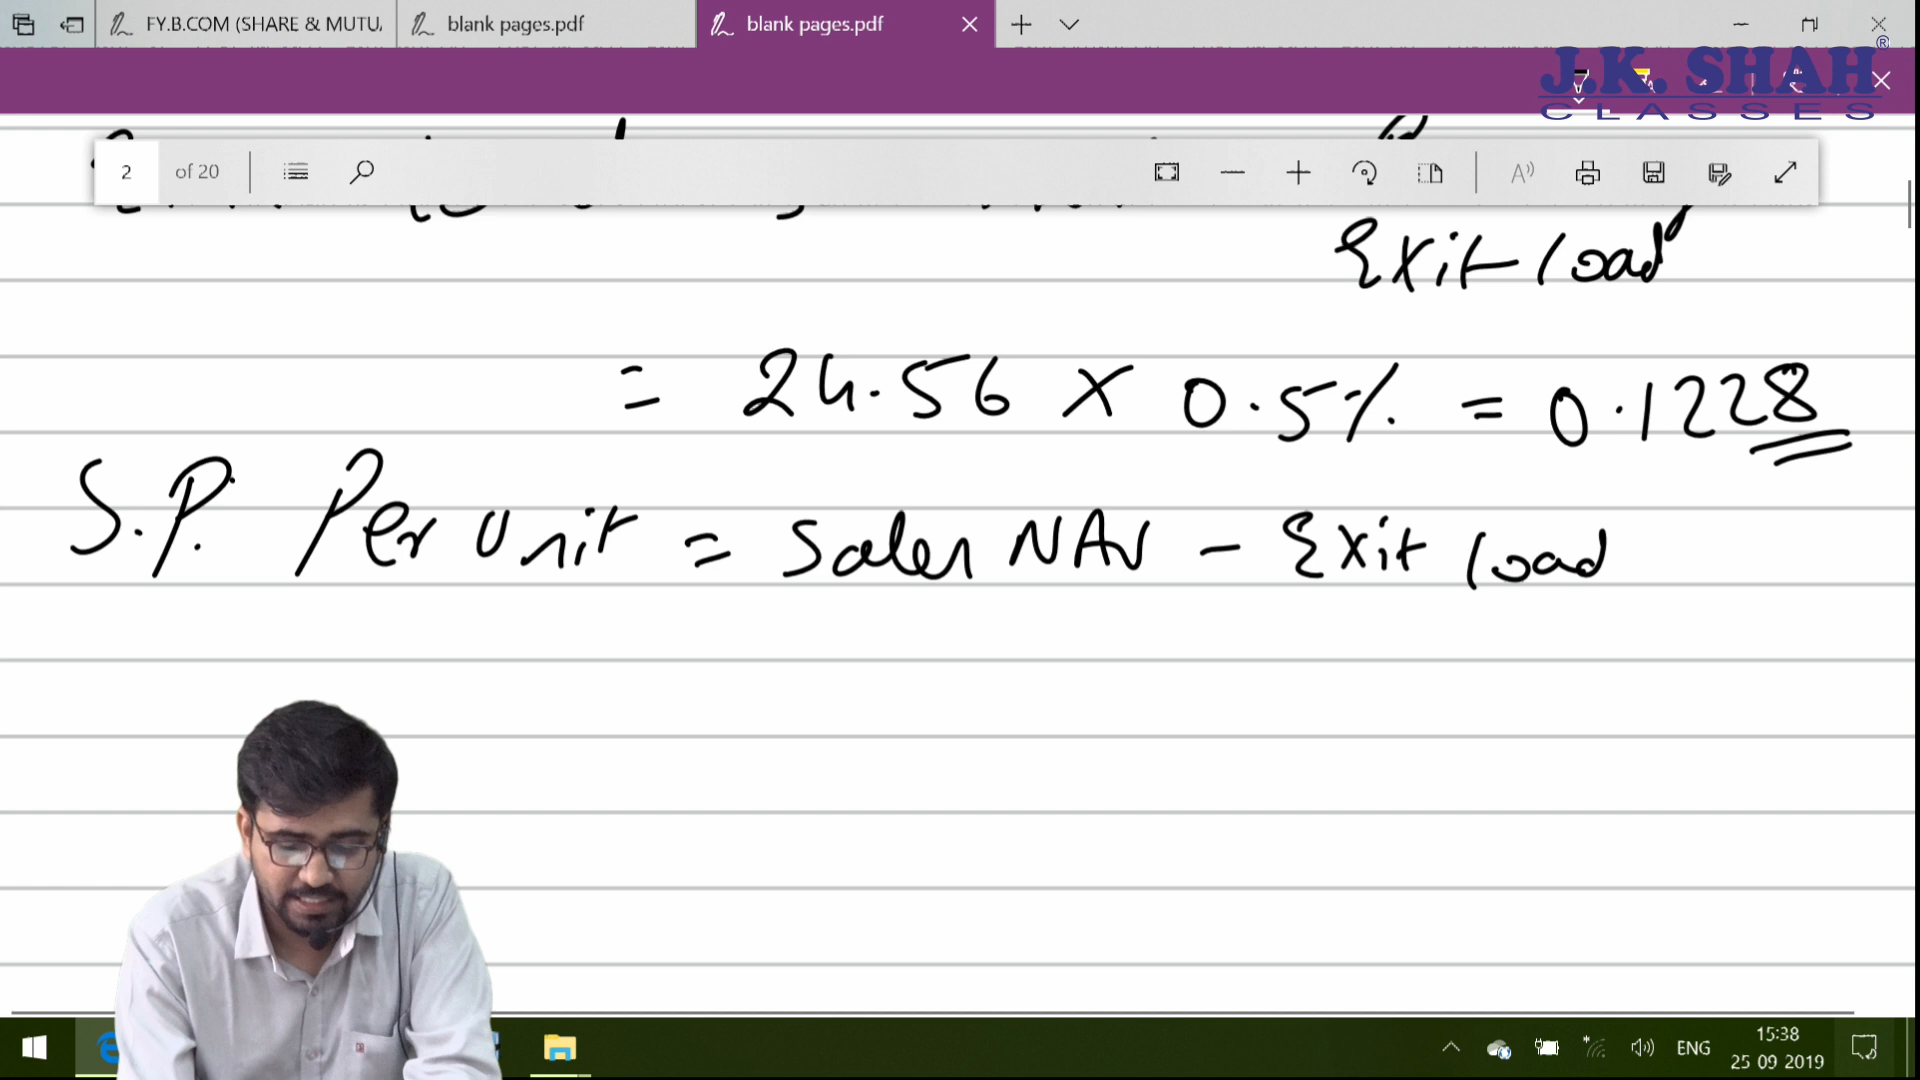 FY.B.COM (SHARE & MUTU
blank pages.pdf
blank pages.pdf
J.K. SHAH®
CLASSES
2 of 20
Exit load
= 24.56 × 0.5% = 0.1228
S.P. Per unit = Sales NAV - Exit load
ENG
15:38
25 09 2019